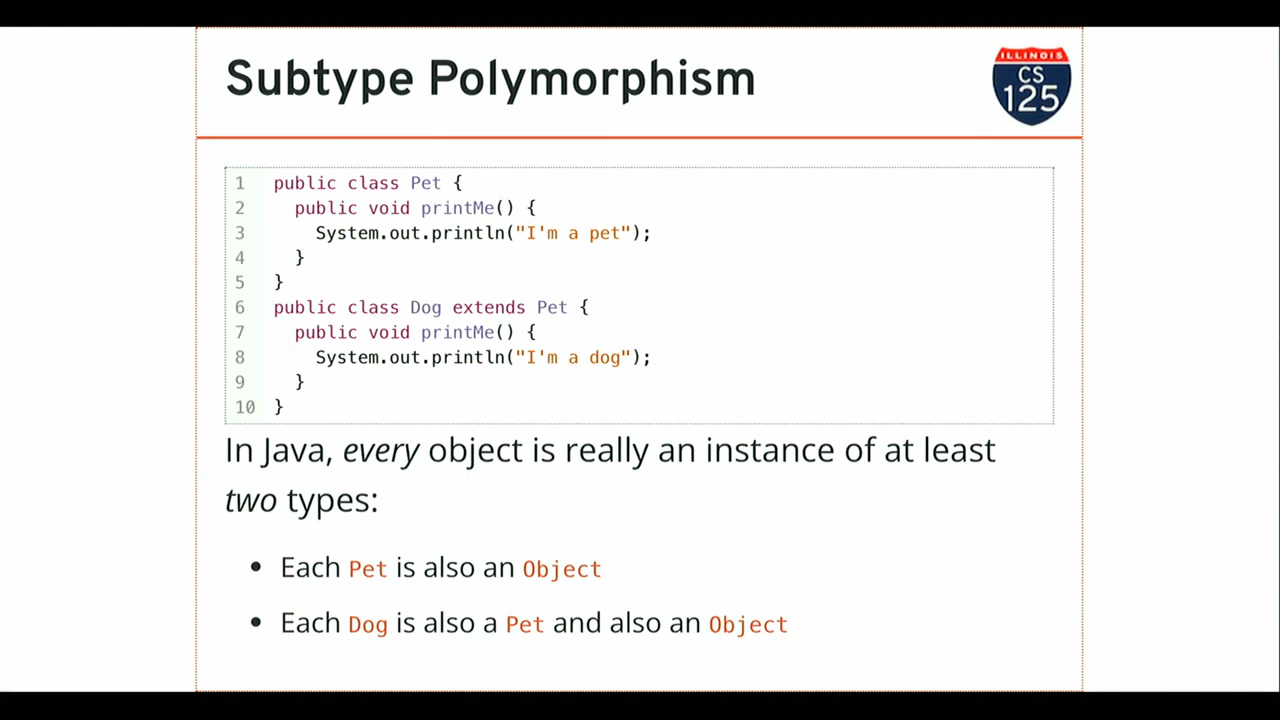 Subtype Polymorphism
ILLINOIS
CS
125
1 public class Pet {
2   public void printMe() {
3     System.out.println("I'm a pet");
4   }
5 }
6 public class Dog extends Pet {
7   public void printMe() {
8     System.out.println("I'm a dog");
9   }
10 }
In Java, every object is really an instance of at least
two types:
• Each Pet is also an Object
• Each Dog is also a Pet and also an Object